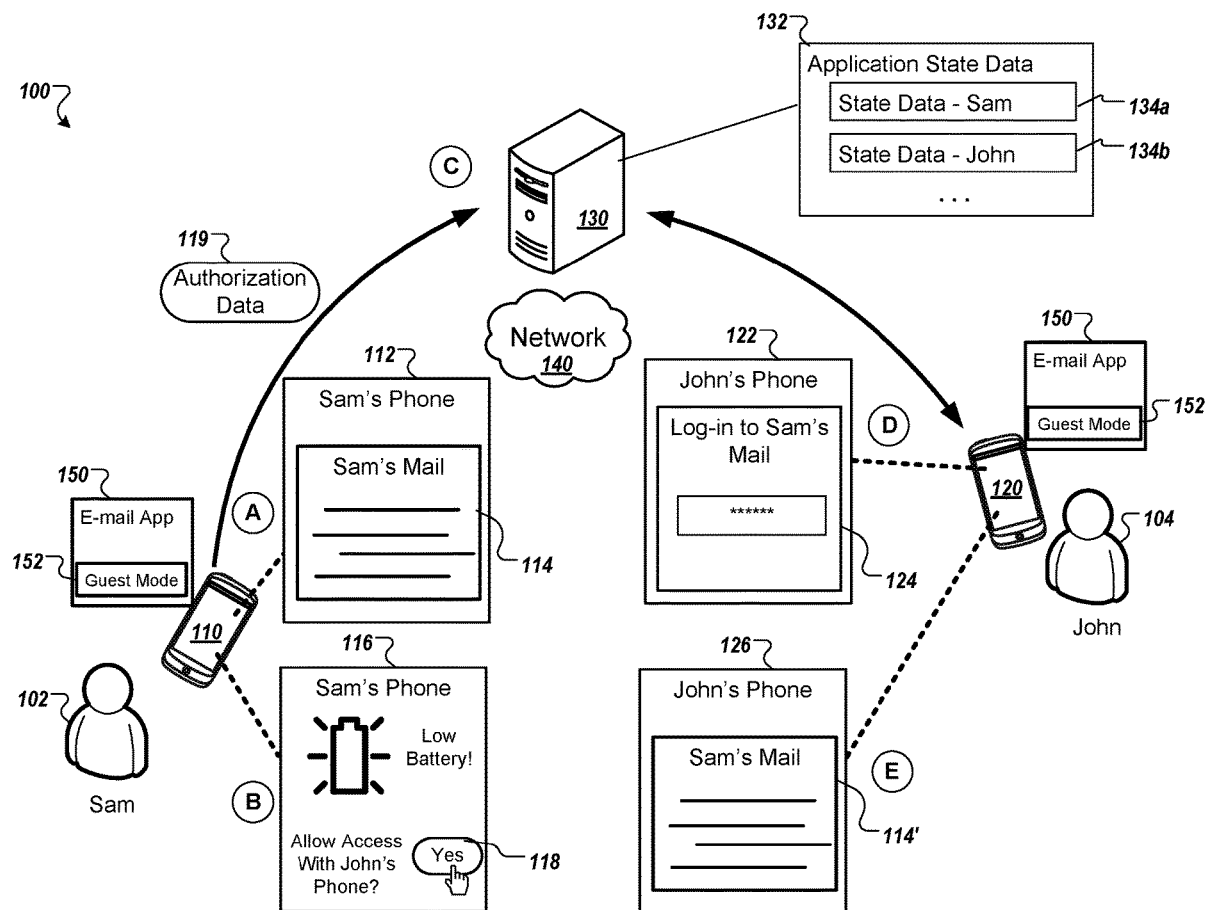 132
Application State Data
State Data - Sam
134a
State Data - John
134b
. . .
100
C
130
119
Authorization
Data
Network
140
112
Sam's Phone
Sam's Mail
114
A
150
E-mail App
152
Guest Mode
110
102
Sam
116
Sam's Phone
Low
Battery!
B
Allow Access
With John's
Phone?
Yes
118
122
John's Phone
Log-in to Sam's
Mail
******
124
D
150
E-mail App
152
Guest Mode
120
104
John
126
John's Phone
Sam's Mail
E
114'